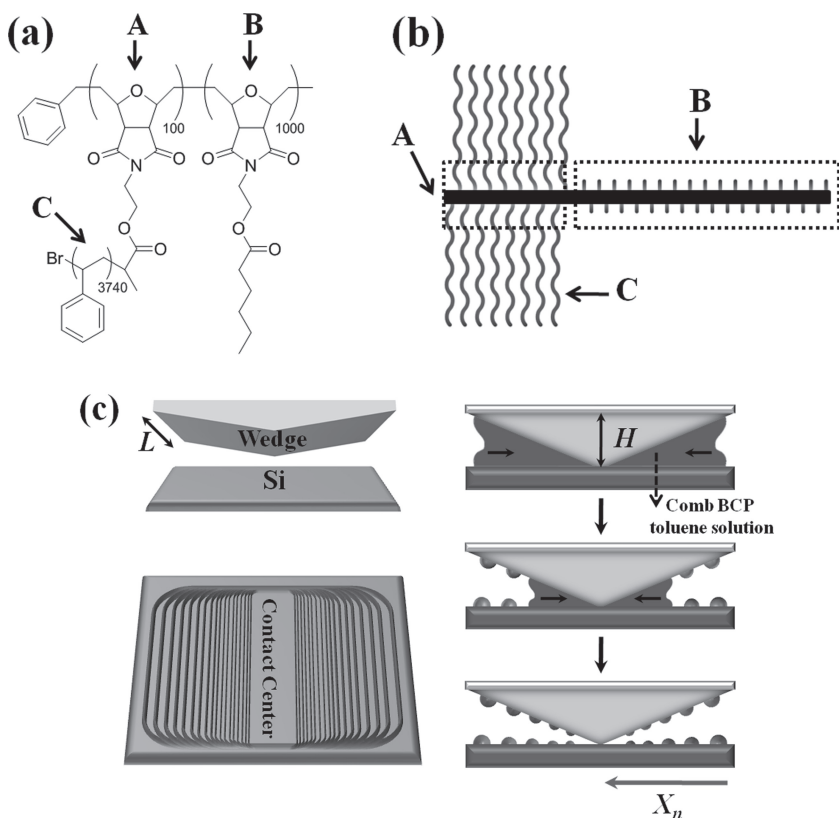 (a)
A
B
O
O
100
1000
O
N
O
O
N
O
C
O
O
O
O
Br
3740
(b)
B
A
C
(c)
L
Wedge
Si
H
Comb BCP
toluene solution
Contact Center
Xn